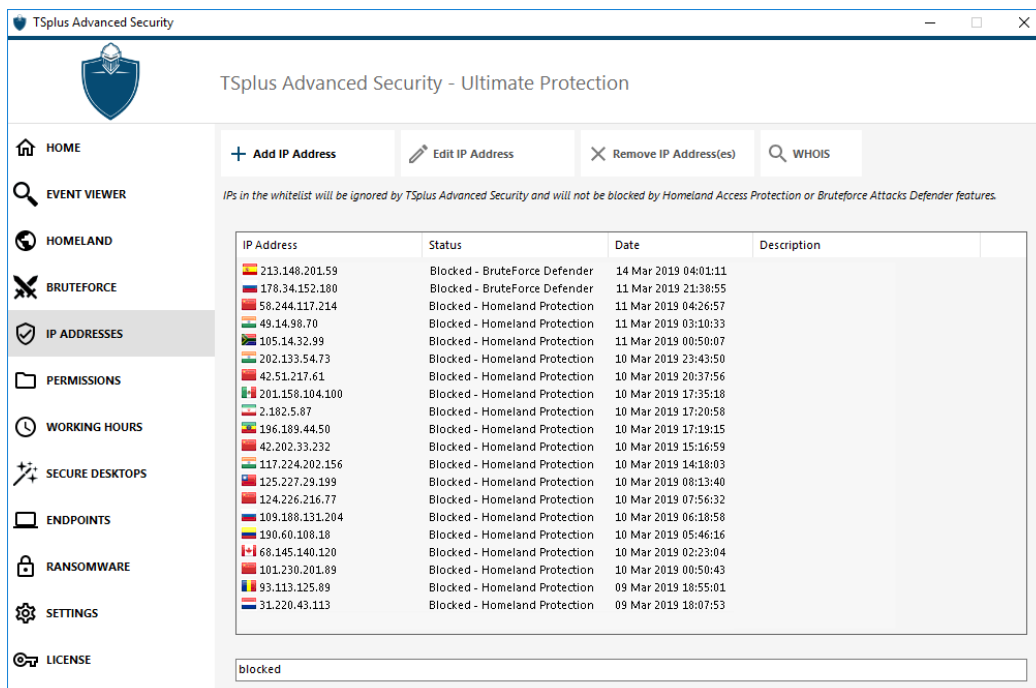 TSplus Advanced Security
TSplus Advanced Security - Ultimate Protection
HOME
EVENT VIEWER
HOMELAND
BRUTEFORCE
IP ADDRESSES
PERMISSIONS
WORKING HOURS
SECURE DESKTOPS
ENDPOINTS
RANSOMWARE
SETTINGS
LICENSE
Add IP Address Edit IP Address Remove IP Address(es) WHOIS
IPs in the whitelist will be ignored by TSplus Advanced Security and will not be blocked by Homeland Access Protection or Bruteforce Attacks Defender features.
IP Address Status Date Description
213.148.201.59 Blocked - BruteForce Defender 14 Mar 2019 04:01:11
178.34.152.180 Blocked - BruteForce Defender 11 Mar 2019 21:38:55
58.244.117.214 Blocked - Homeland Protection 11 Mar 2019 04:26:57
49.14.98.70 Blocked - Homeland Protection 11 Mar 2019 03:10:33
105.14.32.99 Blocked - Homeland Protection 11 Mar 2019 00:50:07
202.133.54.73 Blocked - Homeland Protection 10 Mar 2019 23:43:50
42.51.217.61 Blocked - Homeland Protection 10 Mar 2019 20:37:56
201.158.104.100 Blocked - Homeland Protection 10 Mar 2019 17:35:18
2.182.5.87 Blocked - Homeland Protection 10 Mar 2019 17:20:58
196.189.44.50 Blocked - Homeland Protection 10 Mar 2019 17:19:15
42.202.33.232 Blocked - Homeland Protection 10 Mar 2019 15:16:59
117.224.202.156 Blocked - Homeland Protection 10 Mar 2019 14:18:03
125.227.29.199 Blocked - Homeland Protection 10 Mar 2019 08:13:40
124.226.216.77 Blocked - Homeland Protection 10 Mar 2019 07:56:32
109.188.131.204 Blocked - Homeland Protection 10 Mar 2019 06:18:58
190.60.108.18 Blocked - Homeland Protection 10 Mar 2019 05:46:16
68.145.140.120 Blocked - Homeland Protection 10 Mar 2019 02:23:04
101.230.201.89 Blocked - Homeland Protection 10 Mar 2019 00:50:43
93.113.125.89 Blocked - Homeland Protection 09 Mar 2019 18:55:01
31.220.43.113 Blocked - Homeland Protection 09 Mar 2019 18:07:53
blocked